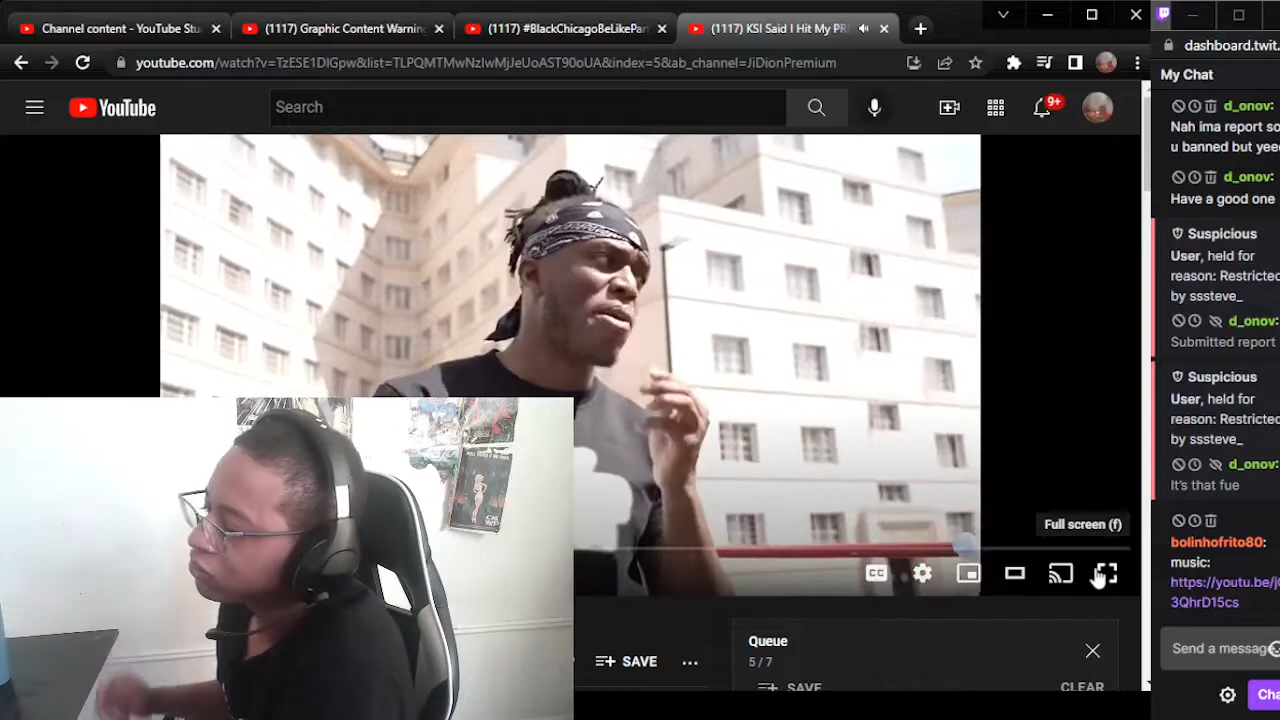 Channel content - YouTube Stu
(1117) Graphic Content Warning
(1117) #BlackChicagoBeLikePart
(1117) KSI Said I Hit My PR
youtube.com/watch?v=TzESE1DIGpw&list=TLPQMTMwNzIwMjJeUoAST90oUA&index=5&ab_channel=JiDionPremium
dashboard.twit
YouTube
Search
9+
My Chat
d_onov:
Nah ima report so
u banned but yee
d_onov:
Have a good one
Suspicious
User, held for
reason: Restricted
by sssteve_
d_onov:
Submitted report
Suspicious
User, held for
reason: Restricted
by sssteve_
d_onov:
It's that fue
bolinhofrito80:
music:
https://youtu.be/j
3QhrD15cs
Full screen (f)
CC
SAVE
Queue
5/7
SAVE
CLEAR
Send a message
Cha